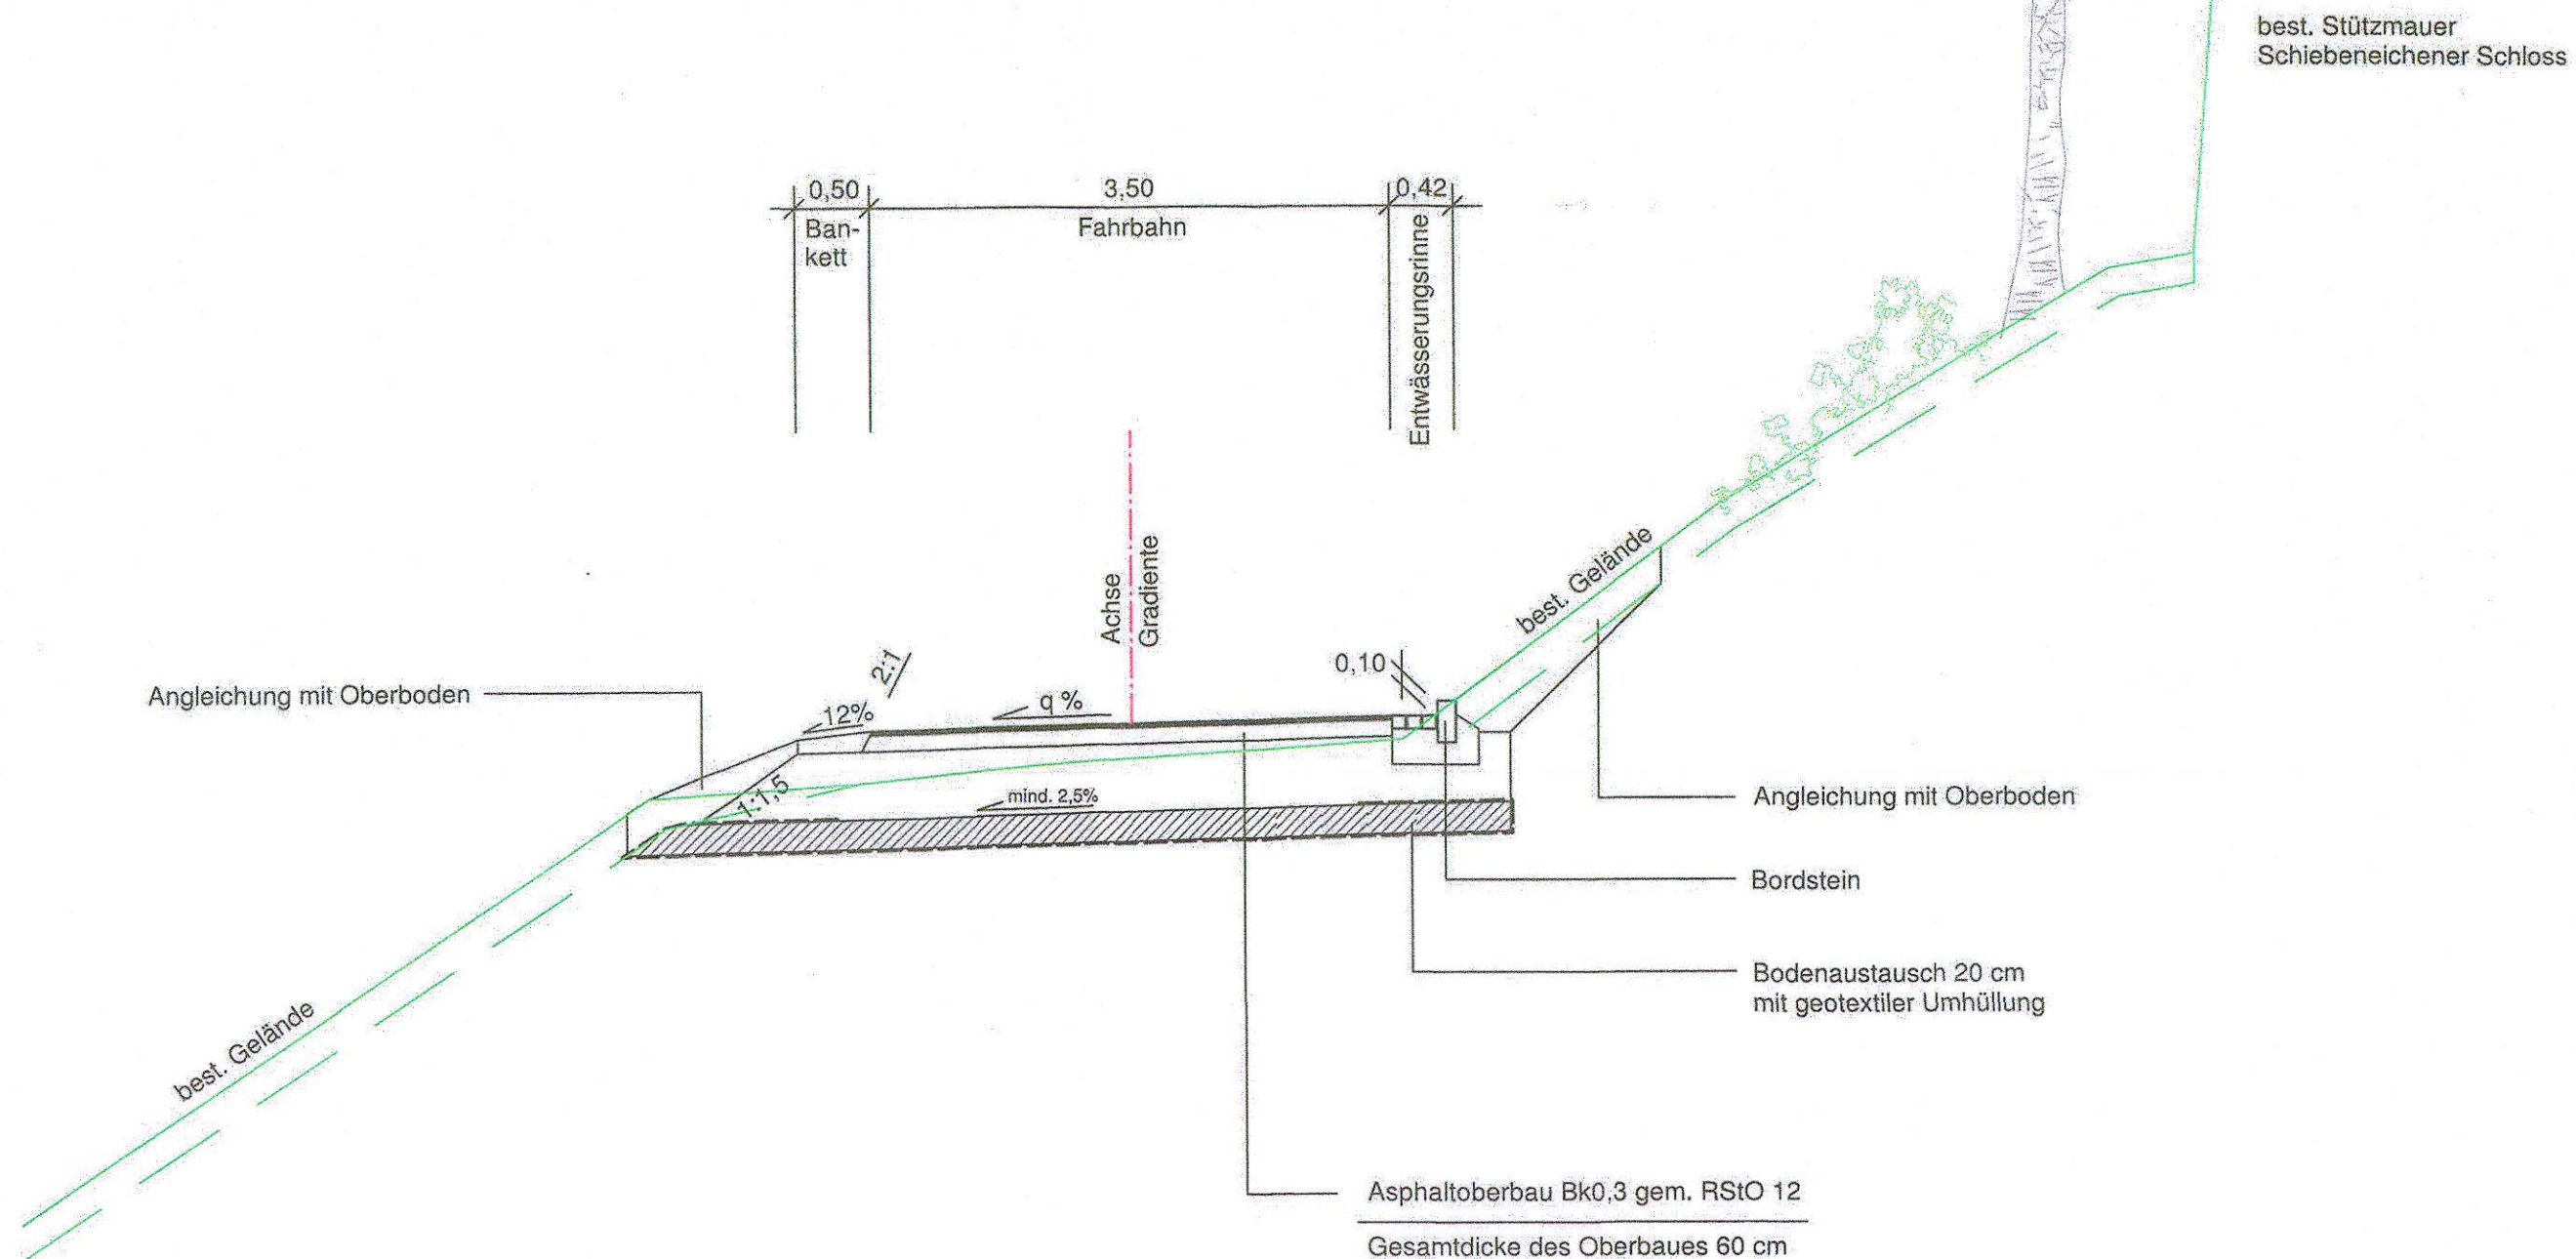 best. Stützmauer
Schiebeneichener Schloss
0,50
3,50
0,42
Ban-
kett
Fahrbahn
Entwässerungsrinne
Achse
Gradiente
best. Gelände
2:1
0,10
Angleichung mit Oberboden
12%
q %
1:1,5
mind. 2,5%
Angleichung mit Oberboden
Bordstein
Bodenaustausch 20 cm
mit geotextiler Umhüllung
best. Gelände
Asphaltoberbau Bk0,3 gem. RStO 12
Gesamtdicke des Oberbaues 60 cm